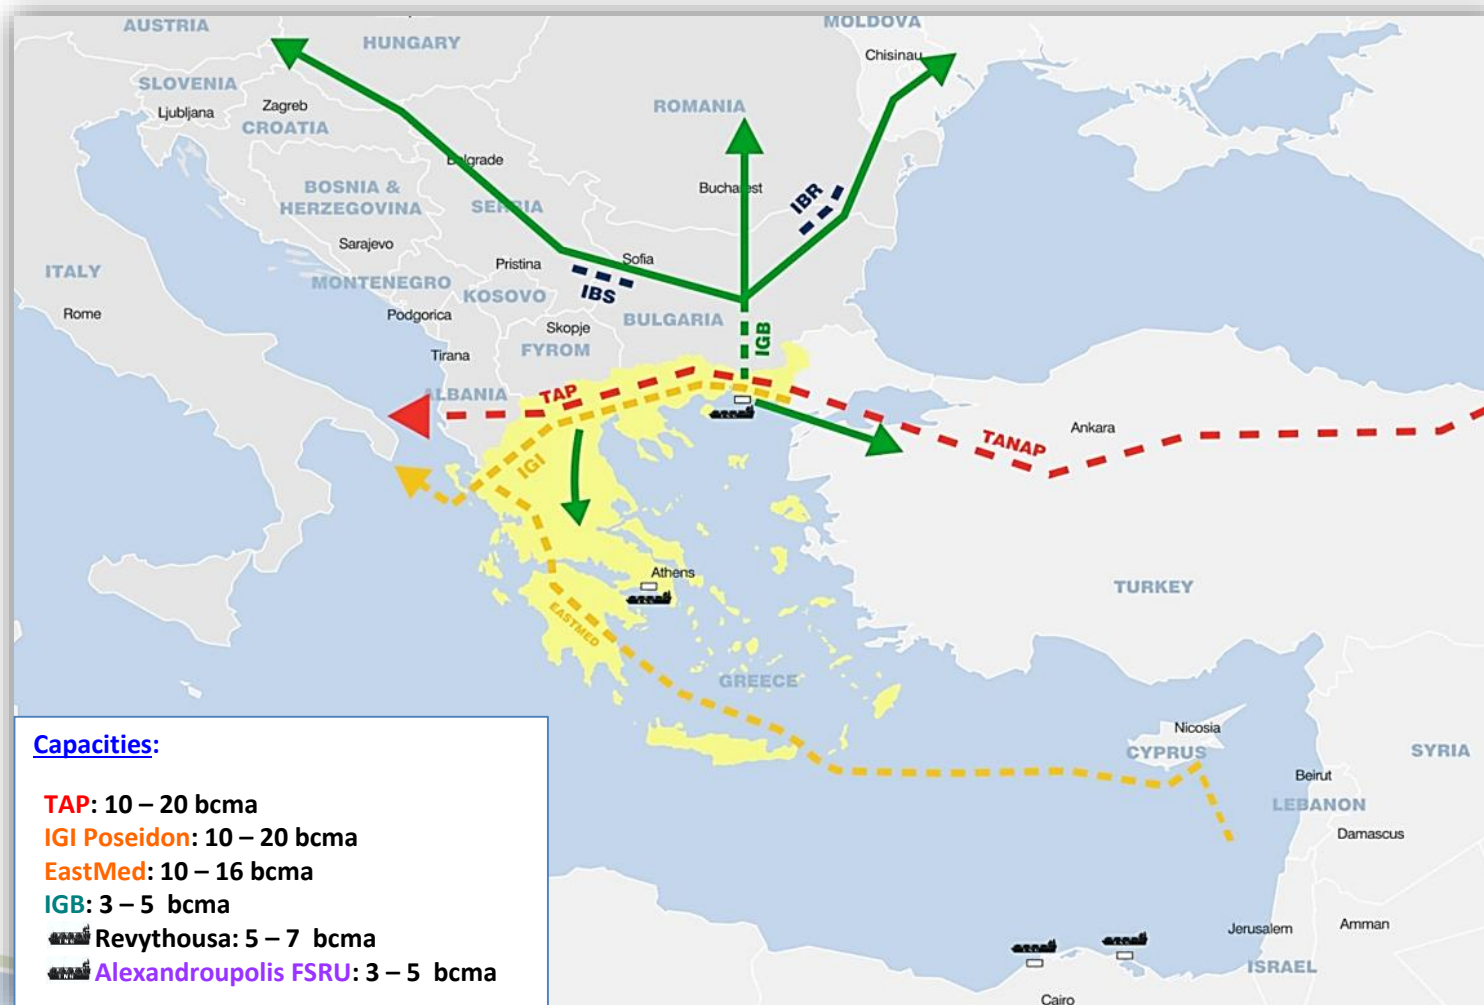 AUSTRIA
HUNGARY
MOLDOVA
Chisinau
SLOVENIA
Ljubljana
Zagreb
CROATIA
ROMANIA
Belgrade
BOSNIA &
HERZEGOVINA
SERBIA
Bucharest
IBR
Sarajevo
ITALY
MONTENEGRO
Pristina
KOSOVO
Sofia
IBS
Rome
Podgorica
Skopje
BULGARIA
IGB
Tirana
FYROM
ALBANIA
TAP
TANAP
Ankara
IGI
Athens
EASTMED
TURKEY
GREECE
Nicosia
CYPRUS
SYRIA
Beirut
LEBANON
Damascus
Jerusalem
Amman
ISRAEL
Cairo
Capacities:
TAP: 10 – 20 bcma
IGI Poseidon: 10 – 20 bcma
EastMed: 10 – 16 bcma
IGB: 3 – 5 bcma
Revythousa: 5 – 7 bcma
Alexandroupolis FSRU: 3 – 5 bcma